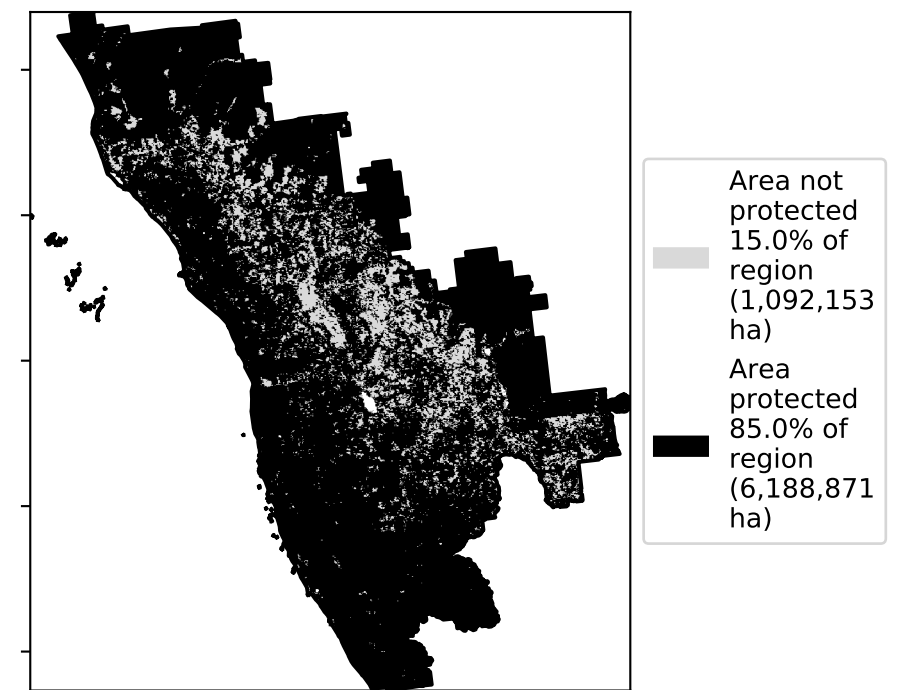 Area not
protected
15.0% of
region
(1,092,153
ha)
Area
protected
85.0% of
region
(6,188,871
ha)